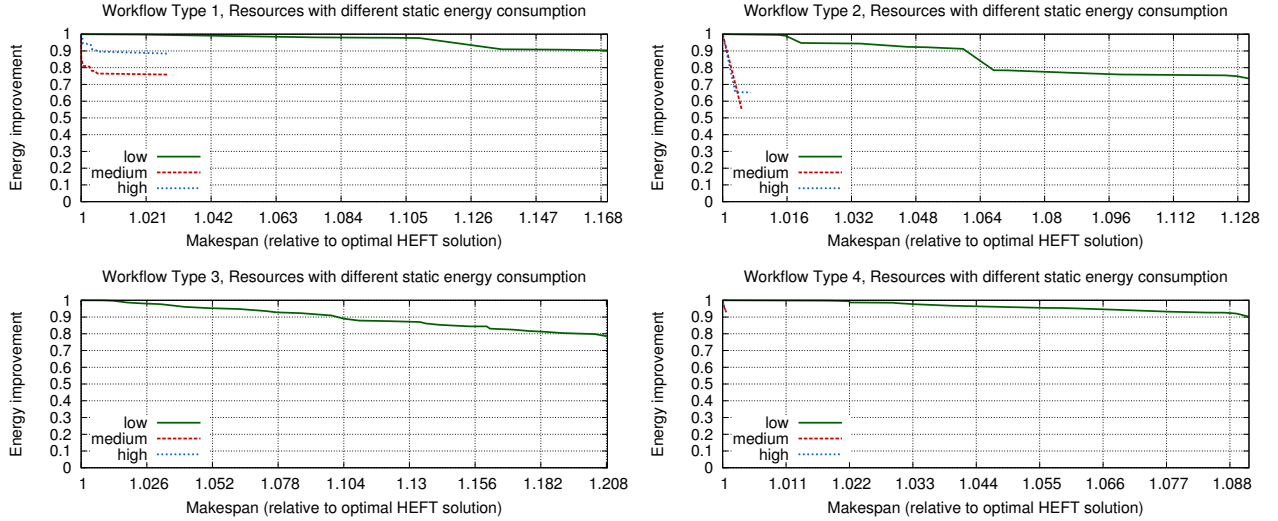 Workflow Type 1, Resources with different static energy consumption
Energy improvement
1
0.9
0.8
0.7
0.6
0.5
0.4
0.3
0.2
0.1
0
low
medium
high
1 1.021 1.042 1.063 1.084 1.105 1.126 1.147 1.168
Makespan (relative to optimal HEFT solution)
Workflow Type 2, Resources with different static energy consumption
Energy improvement
1
0.9
0.8
0.7
0.6
0.5
0.4
0.3
0.2
0.1
0
low
medium
high
1 1.016 1.032 1.048 1.064 1.08 1.096 1.112 1.128
Makespan (relative to optimal HEFT solution)
Workflow Type 3, Resources with different static energy consumption
Energy improvement
1
0.9
0.8
0.7
0.6
0.5
0.4
0.3
0.2
0.1
0
low
medium
high
1 1.026 1.052 1.078 1.104 1.13 1.156 1.182 1.208
Makespan (relative to optimal HEFT solution)
Workflow Type 4, Resources with different static energy consumption
Energy improvement
1
0.9
0.8
0.7
0.6
0.5
0.4
0.3
0.2
0.1
0
low
medium
high
1 1.011 1.022 1.033 1.044 1.055 1.066 1.077 1.088
Makespan (relative to optimal HEFT solution)